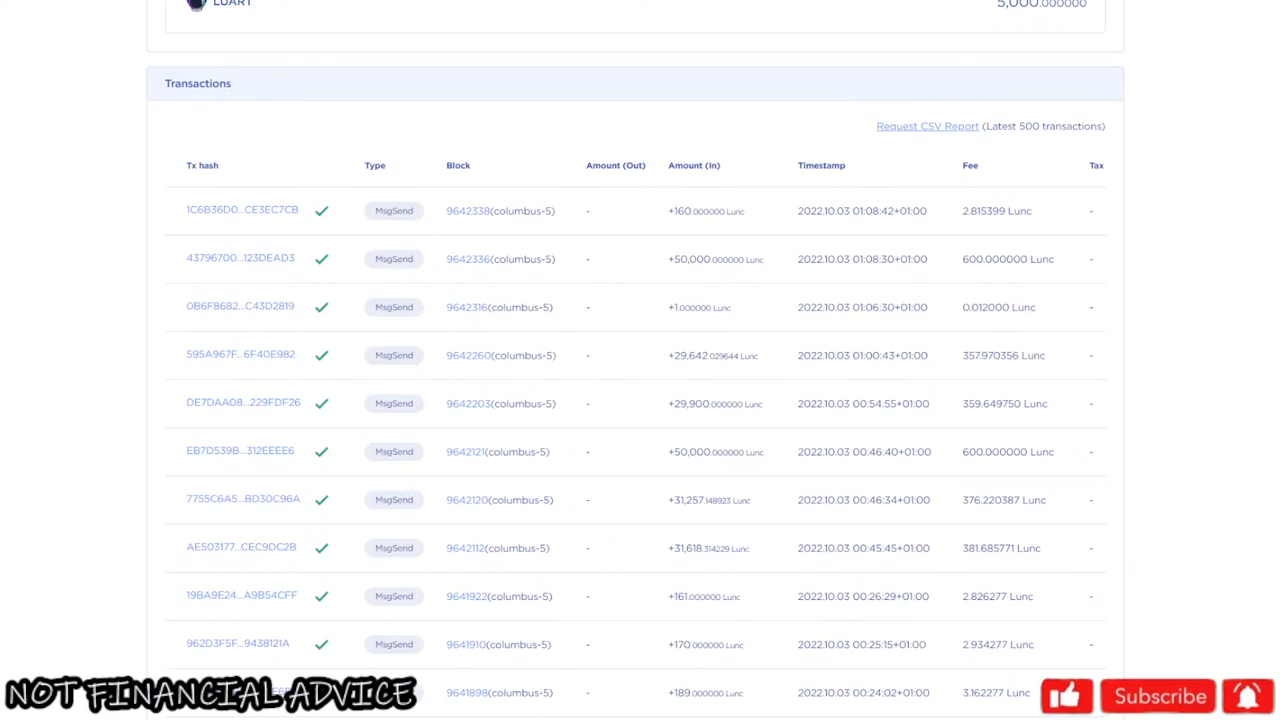 LUART 5,000.000000
Transactions
Request CSV Report (Latest 500 transactions)
Tx hash Type Block Amount (Out) Amount (In) Timestamp Fee Tax
1C6B36D0...CE3EC7CB MsgSend 9642338(columbus-5) - +160.000000 Lunc 2022.10.03 01:08:42+01:00 2.815399 Lunc -
43796700...123DEAD3 MsgSend 9642336(columbus-5) - +50,000.000000 Lunc 2022.10.03 01:08:30+01:00 600.000000 Lunc -
0B6F8682...C43D2819 MsgSend 9642316(columbus-5) - +1.000000 Lunc 2022.10.03 01:06:30+01:00 0.012000 Lunc -
595A967F...6F40E982 MsgSend 9642260(columbus-5) - +29,642.029644 Lunc 2022.10.03 01:00:43+01:00 357.970356 Lunc -
DE7DAA08...229FDF26 MsgSend 9642203(columbus-5) - +29,900.000000 Lunc 2022.10.03 00:54:55+01:00 359.649750 Lunc -
EB7D539B...312EEEE6 MsgSend 9642121(columbus-5) - +50,000.000000 Lunc 2022.10.03 00:46:40+01:00 600.000000 Lunc -
7755C6A5...BD30C96A MsgSend 9642120(columbus-5) - +31,257.148923 Lunc 2022.10.03 00:46:34+01:00 376.220387 Lunc -
AE503177...CEC9DC2B MsgSend 9642112(columbus-5) - +31,618.314229 Lunc 2022.10.03 00:45:45+01:00 381.685771 Lunc -
19BA9E24...A9B54CFF MsgSend 9641922(columbus-5) - +161.000000 Lunc 2022.10.03 00:26:29+01:00 2.826277 Lunc -
962D3F5F...9438121A MsgSend 9641910(columbus-5) - +170.000000 Lunc 2022.10.03 00:25:15+01:00 2.934277 Lunc -
9641898(columbus-5) - +189.000000 Lunc 2022.10.03 00:24:02+01:00 3.162277 Lunc
NOT FINANCIAL ADVICE Subscribe